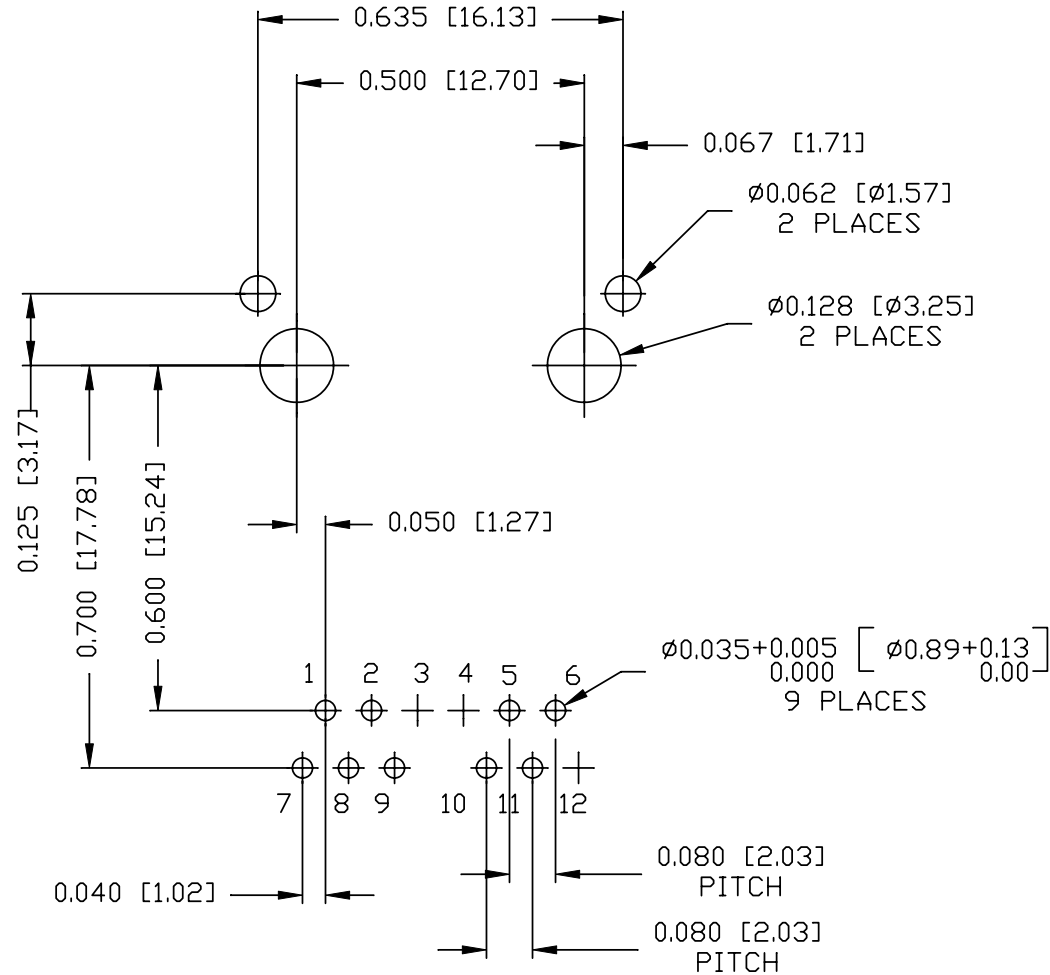 0.635 [16.13]
0.500 [12.70]
0.067 [1.71]
Ø0.062 [Ø1.57]
2 PLACES
Ø0.128 [Ø3.25]
2 PLACES
0.125 [3.17]
0.700 [17.78]
0.600 [15.24]
0.050 [1.27]
Ø0.035+0.005 [ Ø0.89+0.13 ]
0.000 0.00
9 PLACES
1 2 3 4 5 6
7 8 9 10 11 12
0.040 [1.02]
0.080 [2.03]
PITCH
0.080 [2.03]
PITCH